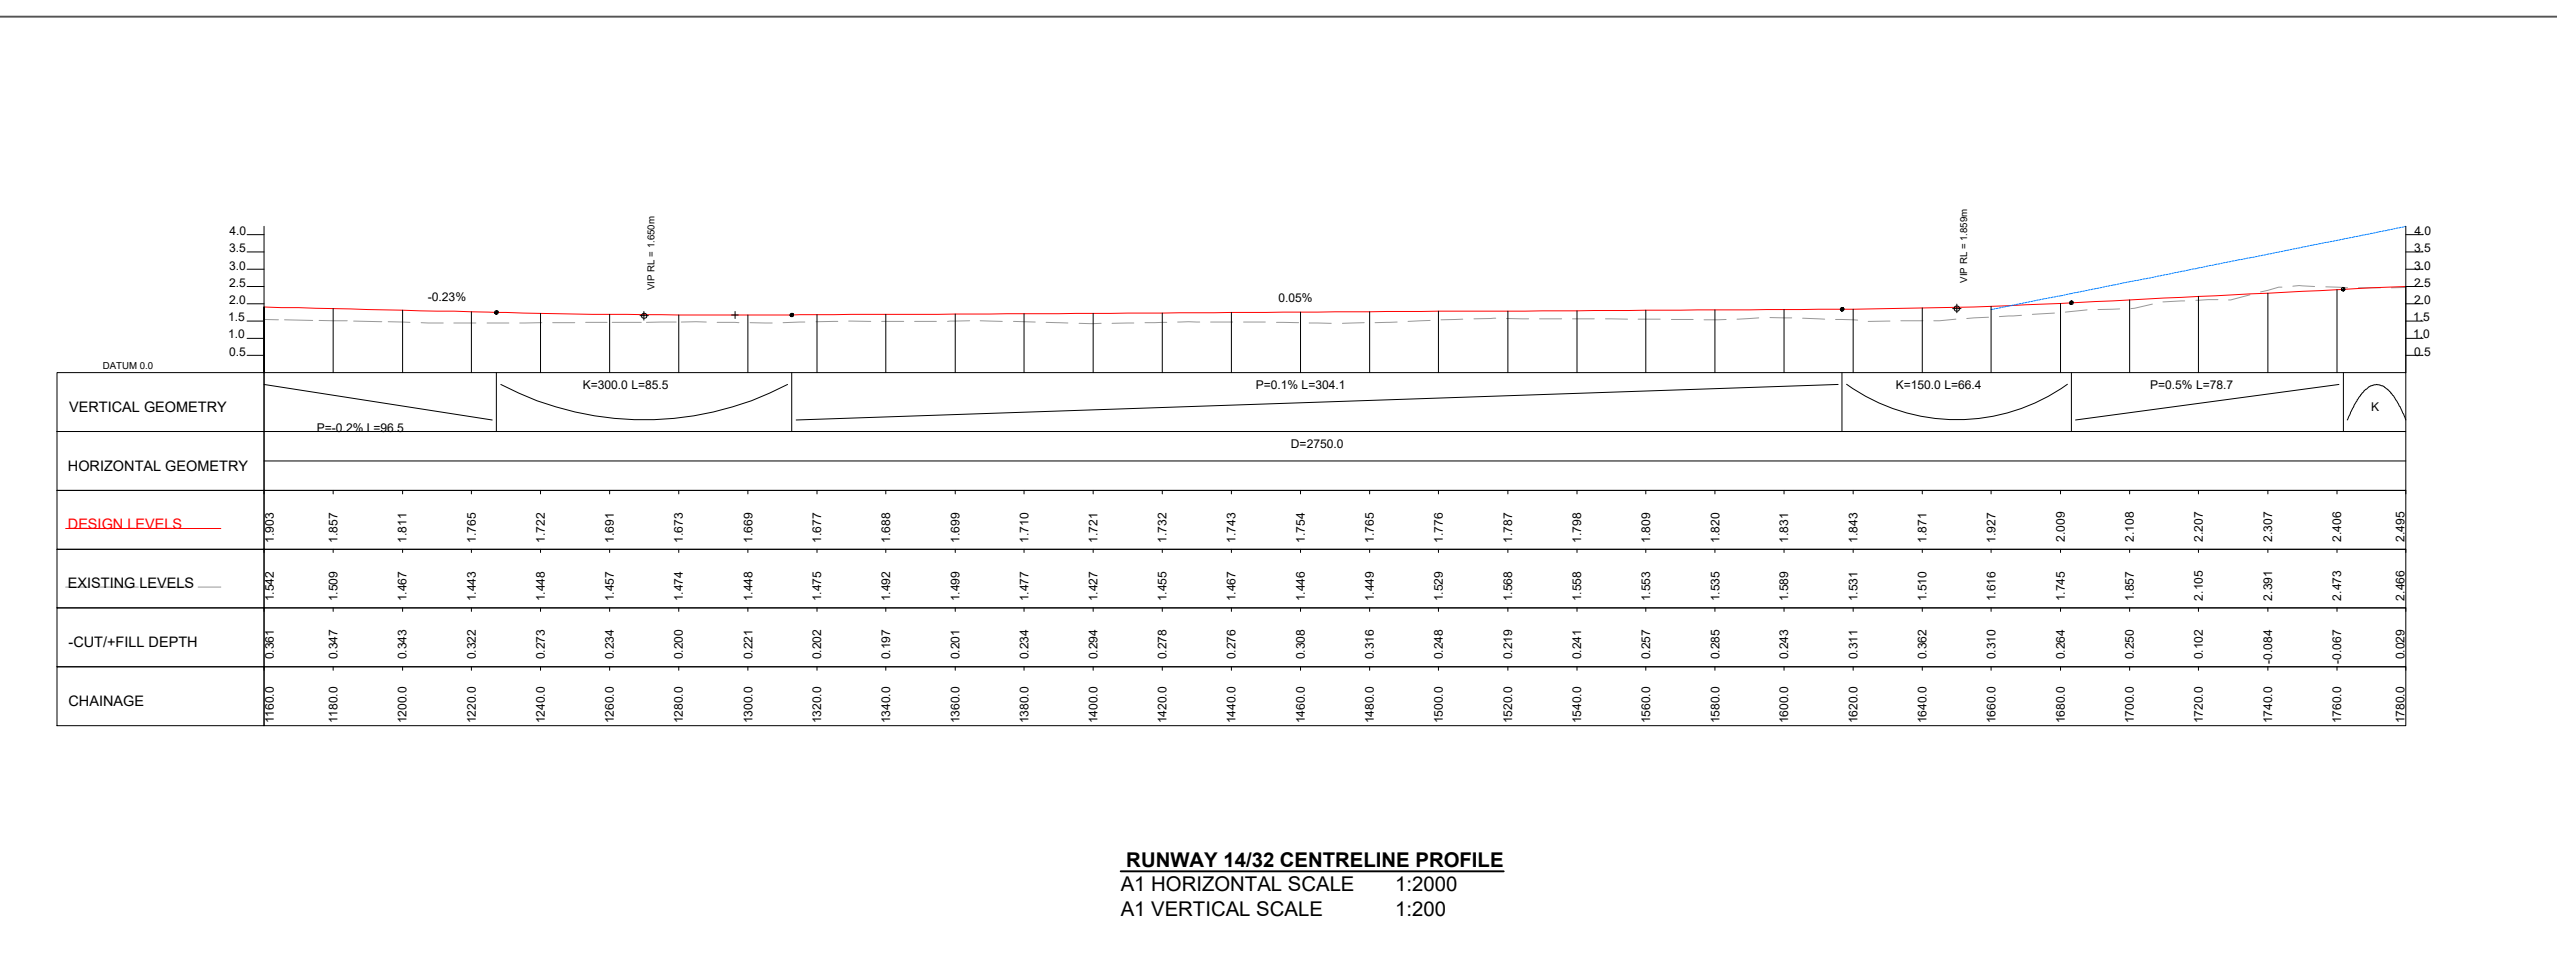 VIP RL = 1.650m
VIP RL = 1.859m
4.0
3.5
3.0
2.5
2.0
1.5
1.0
0.5
-0.23%
0.05%
4.0
3.5
3.0
2.5
2.0
1.5
1.0
0.5
DATUM 0.0
VERTICAL GEOMETRY
P=-0.2% L=96.5
K=300.0 L=85.5
P=0.1% L=304.1
K=150.0 L=66.4
P=0.5% L=78.7
K
HORIZONTAL GEOMETRY
D=2750.0
DESIGN LEVELS 1.903 1.857 1.811 1.765 1.722 1.691 1.673 1.669 1.677 1.688 1.699 1.710 1.721 1.732 1.743 1.754 1.765 1.776 1.787 1.798 1.809 1.820 1.831 1.843 1.871 1.927 2.009 2.108 2.207 2.307 2.406 2.495
EXISTING LEVELS 1.542 1.509 1.467 1.443 1.448 1.457 1.474 1.448 1.475 1.492 1.499 1.477 1.427 1.455 1.467 1.446 1.449 1.529 1.568 1.558 1.553 1.535 1.589 1.531 1.510 1.616 1.745 1.857 2.105 2.391 2.473 2.466
-CUT/+FILL DEPTH 0.361 0.347 0.343 0.322 0.273 0.234 0.200 0.221 0.202 0.197 0.201 0.234 0.294 0.278 0.276 0.308 0.316 0.248 0.219 0.241 0.257 0.285 0.243 0.311 0.362 0.310 0.264 0.250 0.102 -0.084 -0.067 0.029
CHAINAGE 1160.0 1180.0 1200.0 1220.0 1240.0 1260.0 1280.0 1300.0 1320.0 1340.0 1360.0 1380.0 1400.0 1420.0 1440.0 1460.0 1480.0 1500.0 1520.0 1540.0 1560.0 1580.0 1600.0 1620.0 1640.0 1660.0 1680.0 1700.0 1720.0 1740.0 1760.0 1780.0
RUNWAY 14/32 CENTRELINE PROFILE
A1 HORIZONTAL SCALE 1:2000
A1 VERTICAL SCALE 1:200